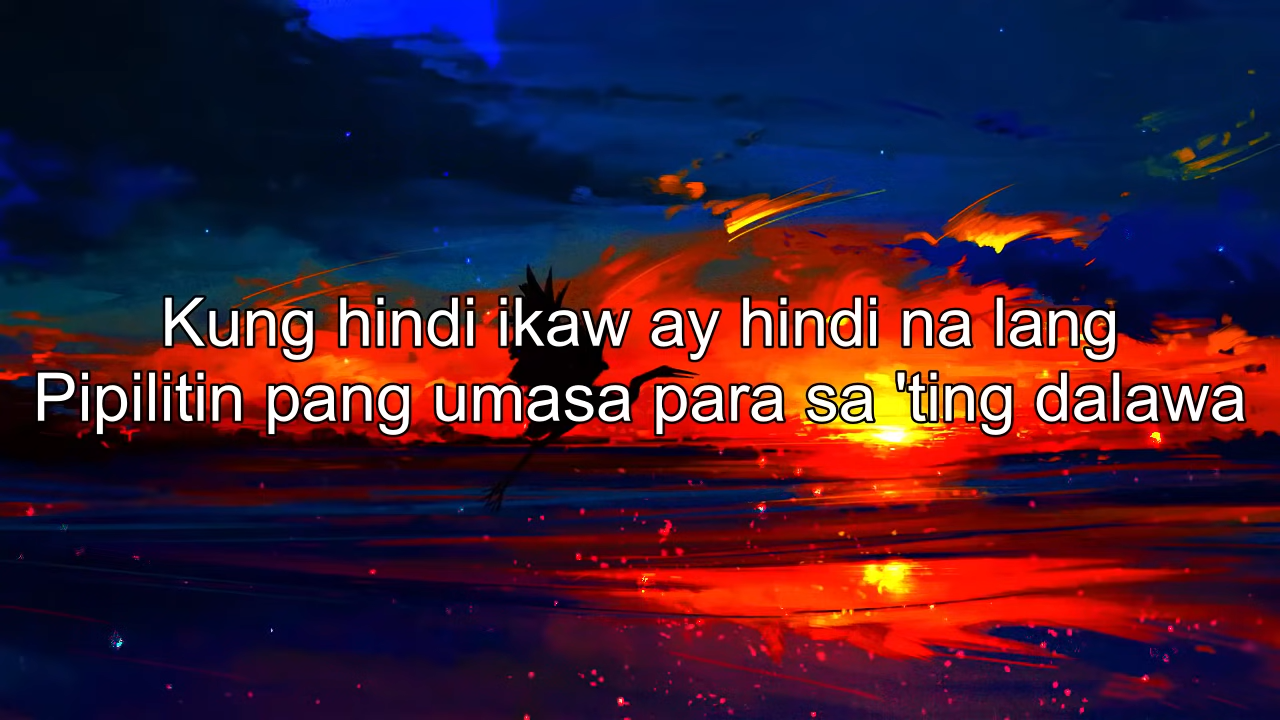 Kung hindi ikaw ay hindi na lang
Pipilitin pang umasa para sa 'ting dalawa